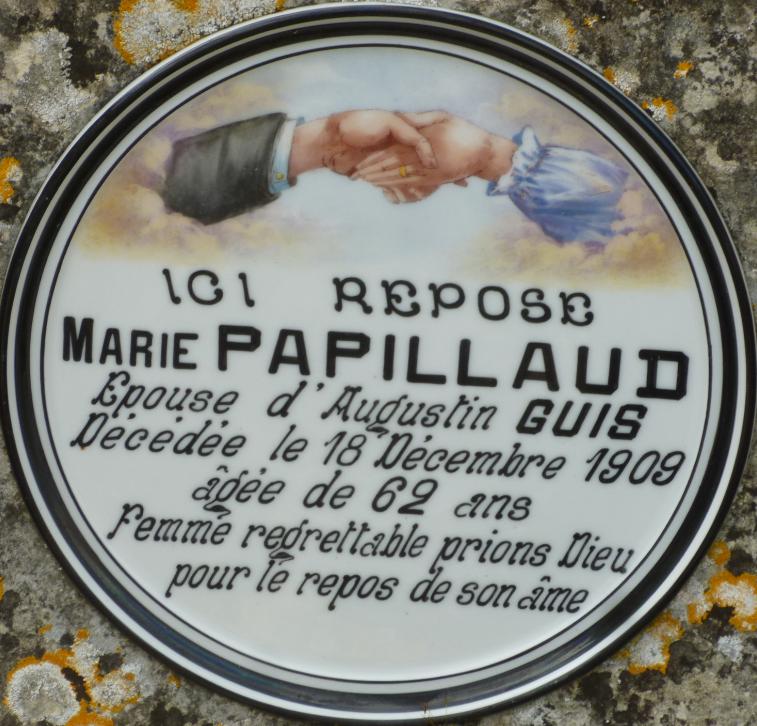 ICI REPOSE
MARIE PAPILLAUD
Epouse d'Augustin GUIS
Décédée le 18 Décembre 1909
âgée de 62 ans
Femme regrettable prions Dieu
pour le repos de son âme